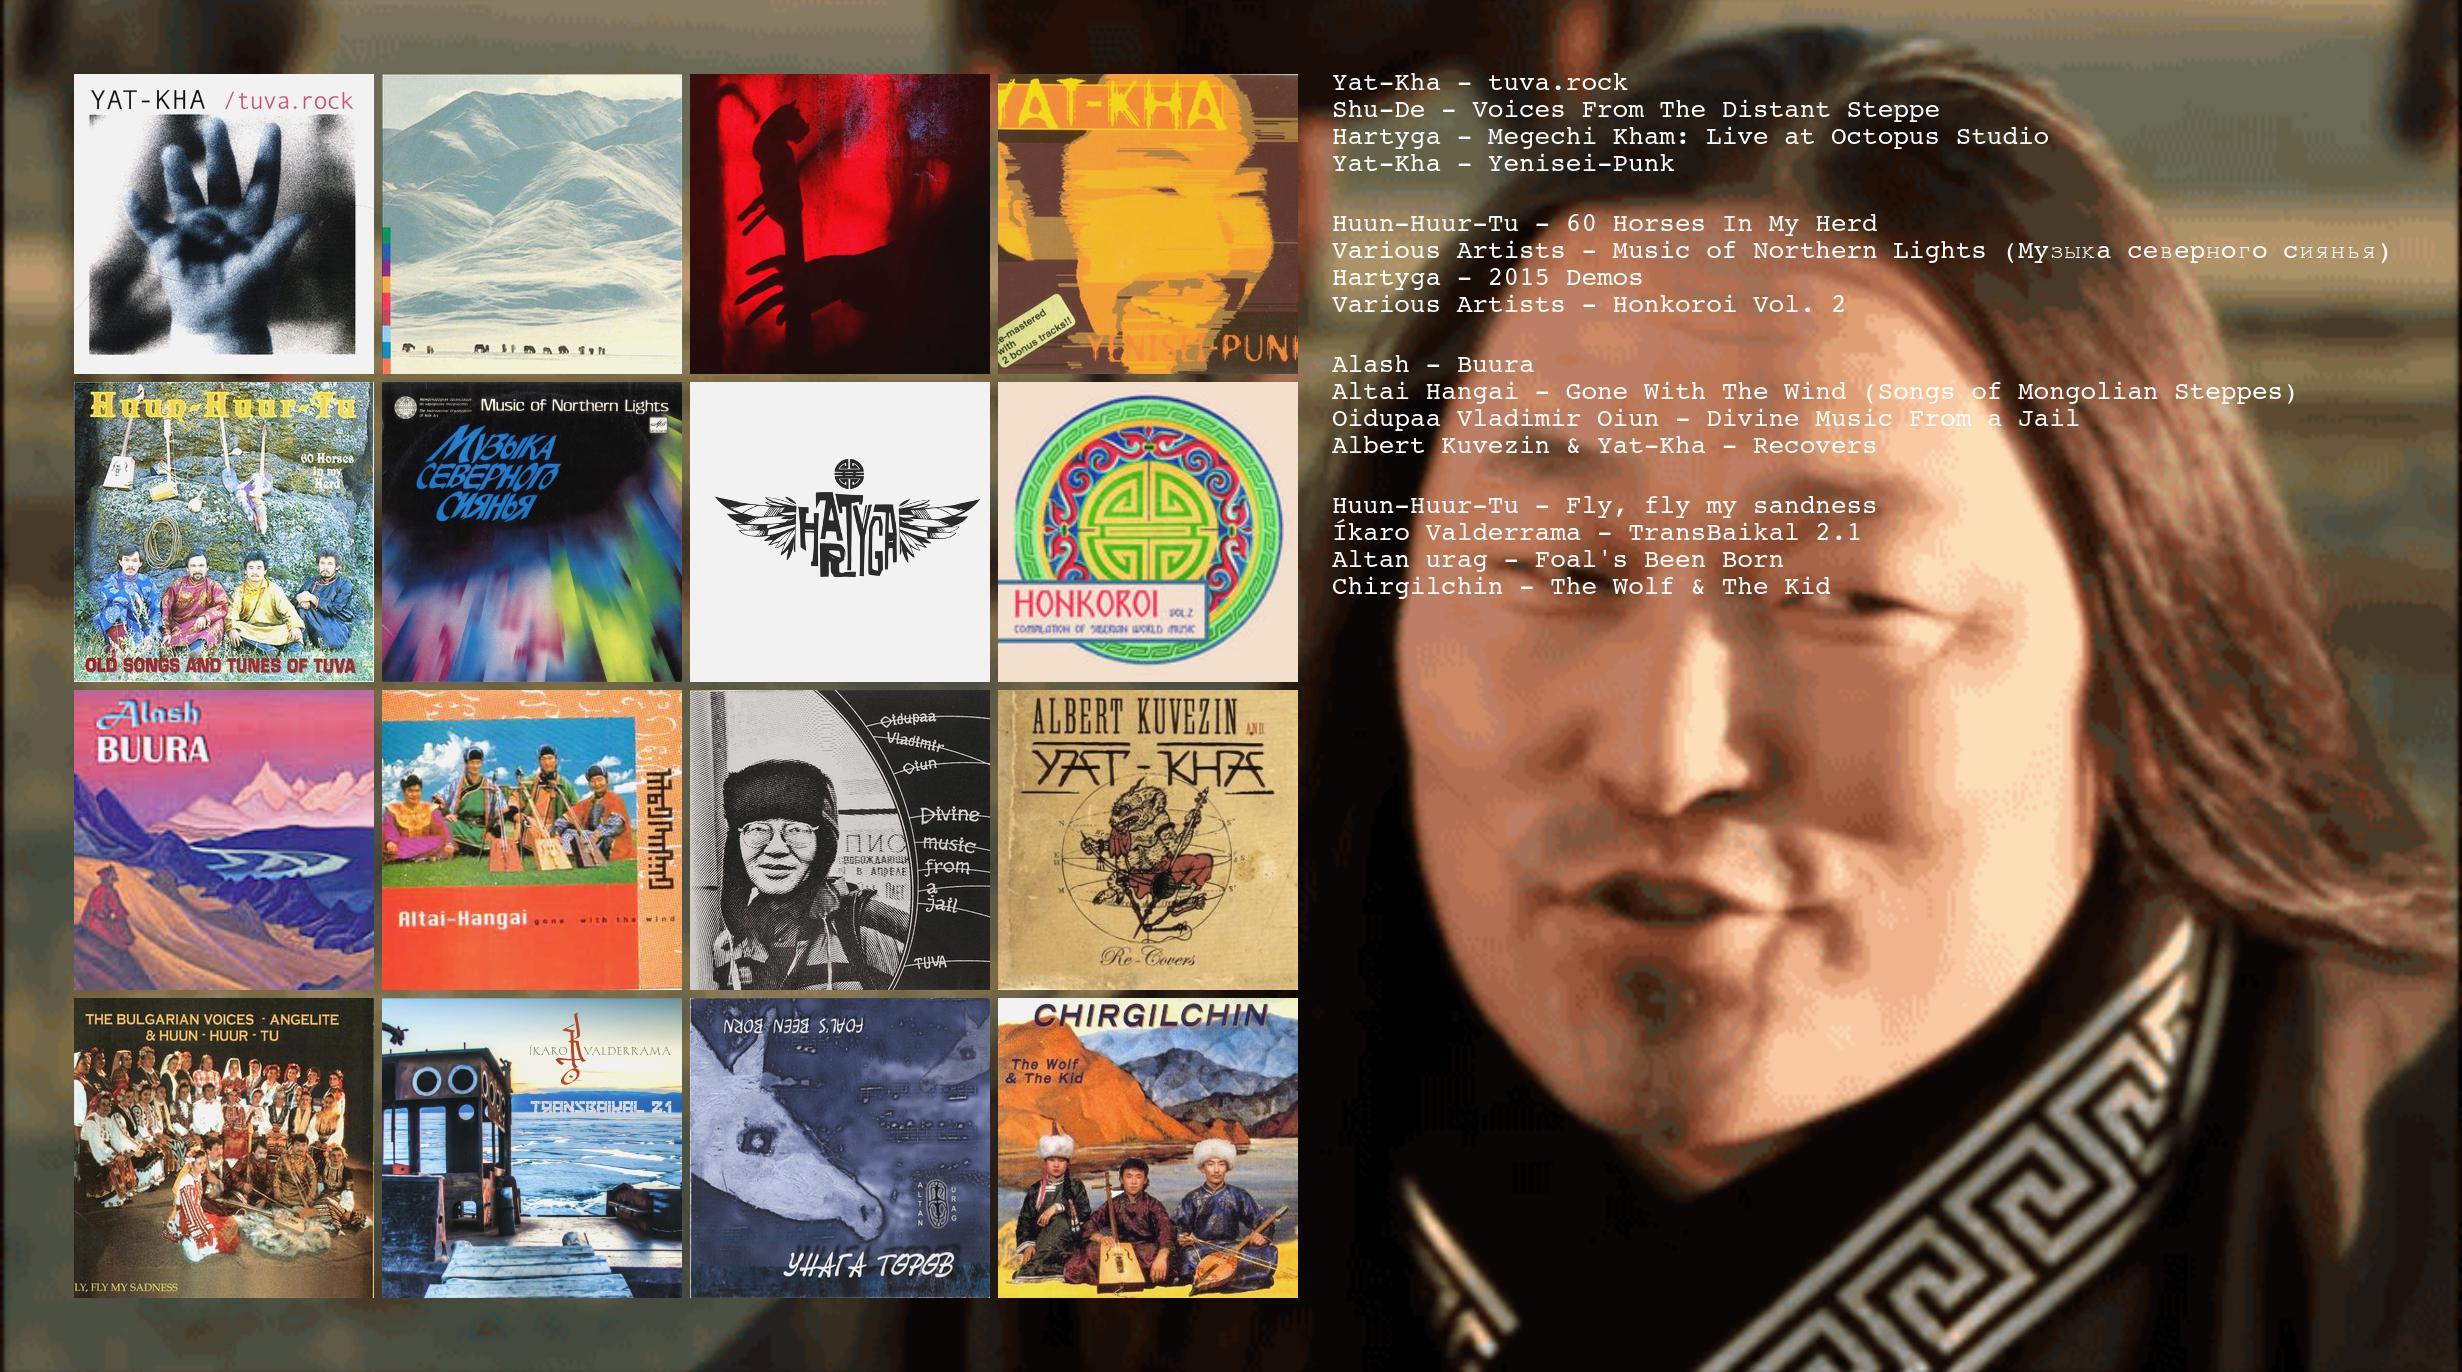 YAT-KHA /tuva.rock
YAT-KHA
e-mastered
with
2 bonus tracks!!
YENISEI-PUNK
Huun-Huur-Tu
60 Horses
In my
Herd
OLD SONGS AND TUNES OF TUVA
Music of Northern Lights
МУЗЫКА
СЕВЕРНОГО
СИЯНЬЯ
HARTYGA
HONKOROI VOL.2
COMPILATION OF SIBERIAN WORLD MUSIC
Alash
BUURA
Altai-Hangai gone with the wind
Oidupaa
Vladimir
Oiun
Divine
music
from
a
jail
TUVA
ПИС
В АПРЕЛЕ
ALBERT KUVEZIN AND
YAT-KHA
Re-Covers
THE BULGARIAN VOICES - ANGELITE
& HUUN - HUUR - TU
LY, FLY MY SADNESS
ÍKARO VALDERRAMA
TRANSBAIKAL 2.1
FOAL'S BEEN BORN
ALTAN URAG
УНАГА ТӨРӨВ
CHIRGILCHIN
The Wolf
& The Kid
Yat-Kha - tuva.rock
Shu-De - Voices From The Distant Steppe
Hartyga - Megechi Kham: Live at Octopus Studio
Yat-Kha - Yenisei-Punk
Huun-Huur-Tu - 60 Horses In My Herd
Various Artists - Music of Northern Lights (Музыка северного сиянья)
Hartyga - 2015 Demos
Various Artists - Honkoroi Vol. 2
Alash - Buura
Altai Hangai - Gone With The Wind (Songs of Mongolian Steppes)
Oidupaa Vladimir Oiun - Divine Music From a Jail
Albert Kuvezin & Yat-Kha - Recovers
Huun-Huur-Tu - Fly, fly my sandness
Íkaro Valderrama - TransBaikal 2.1
Altan urag - Foal's Been Born
Chirgilchin - The Wolf & The Kid